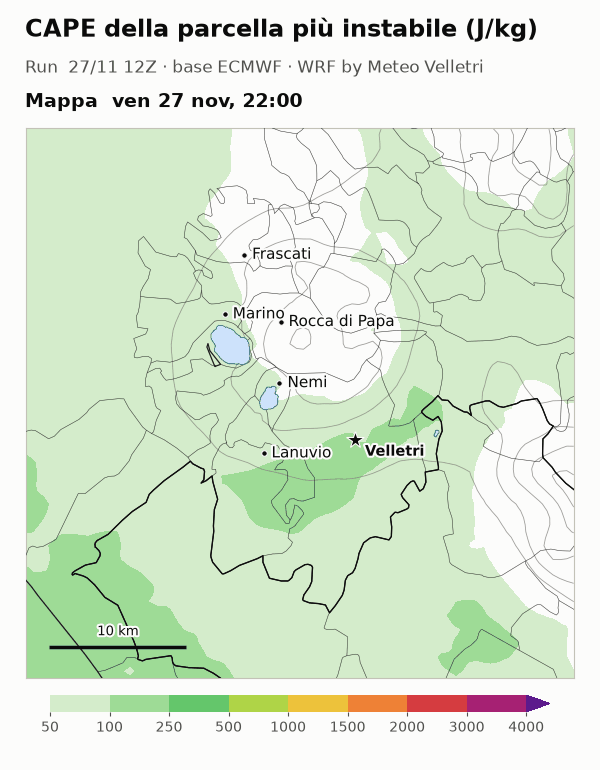 CAPE della parcella più instabile (J/kg)
Run 27/11 12Z · base ECMWF · WRF by Meteo Velletri
Mappa ven 27 nov, 22:00
Frascati
Marino
Rocca di Papa
Nemi
Lanuvio
Velletri
10 km
50 100 250 500 1000 1500 2000 3000 4000